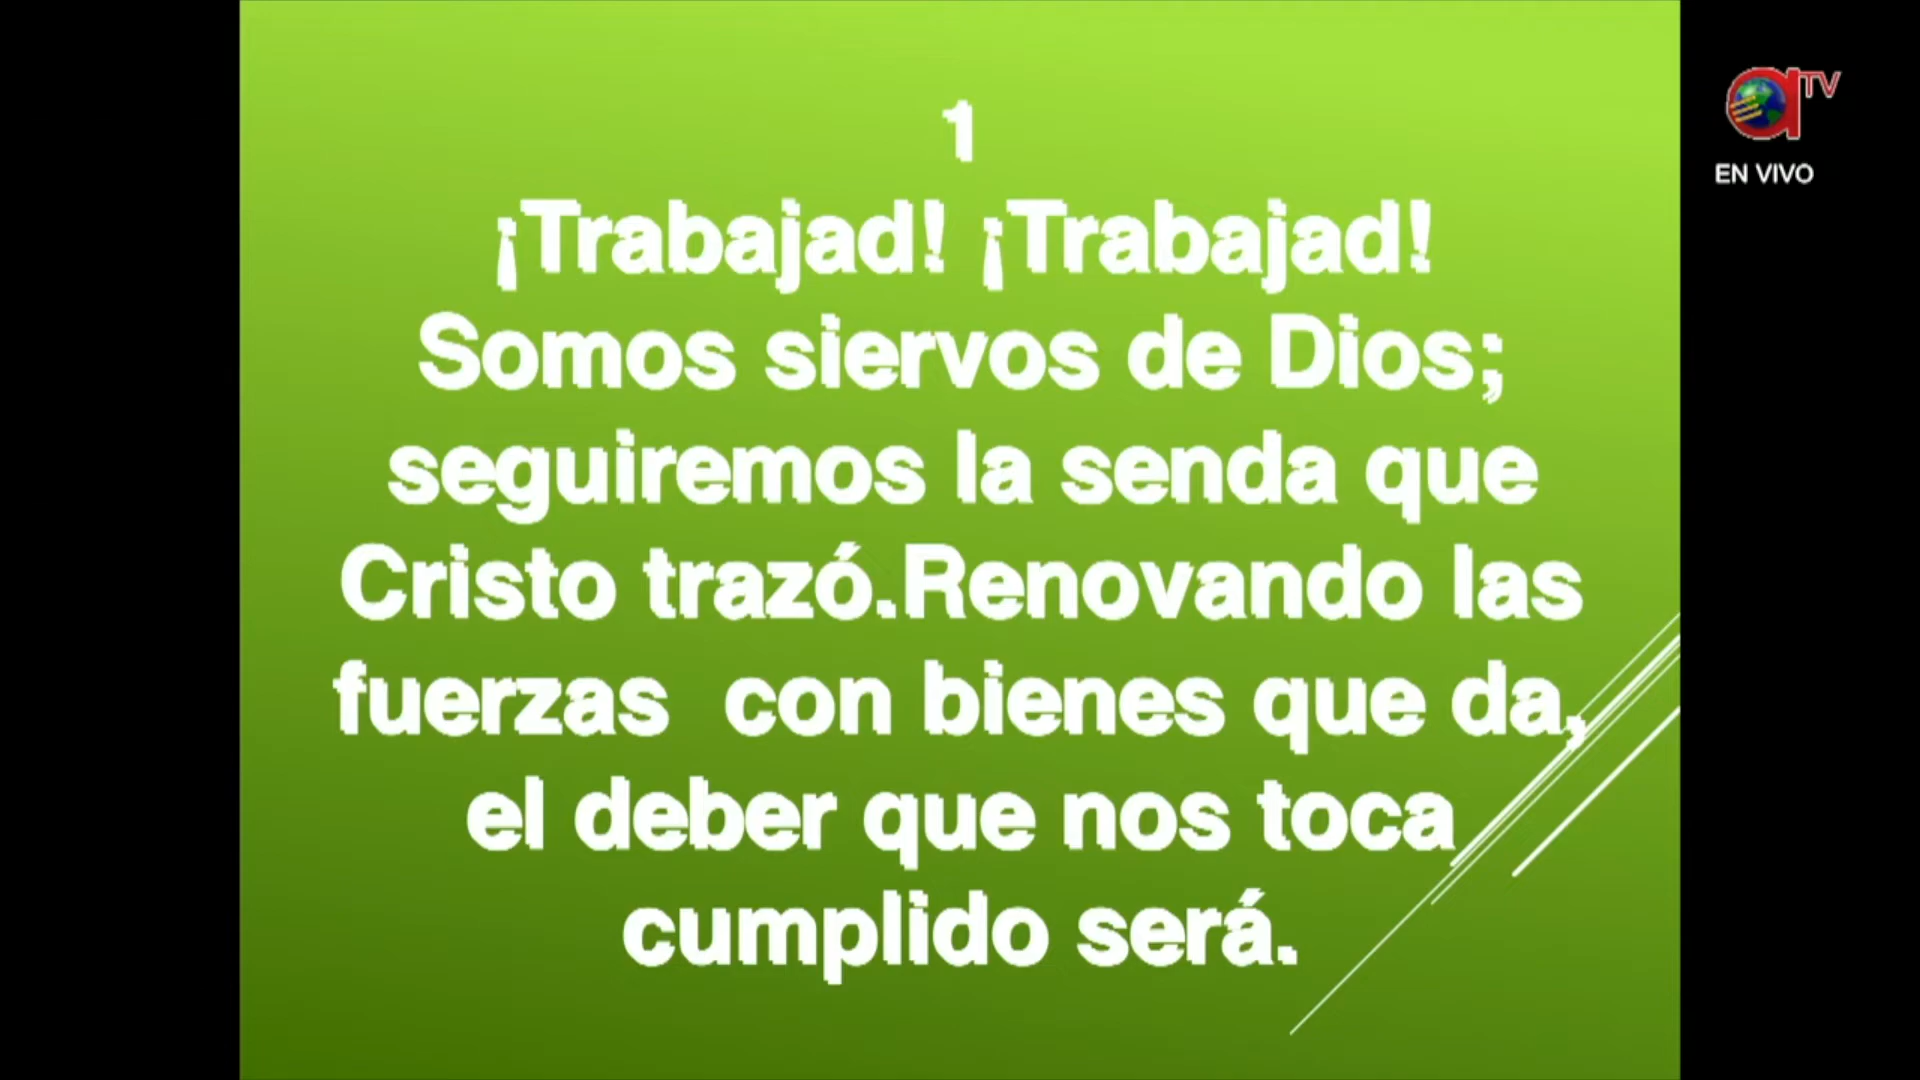 1
¡Trabajad! ¡Trabajad!
Somos siervos de Dios;
seguiremos la senda que
Cristo trazó.Renovando las
fuerzas  con bienes que da,
el deber que nos toca
cumplido será.
aTV
EN VIVO